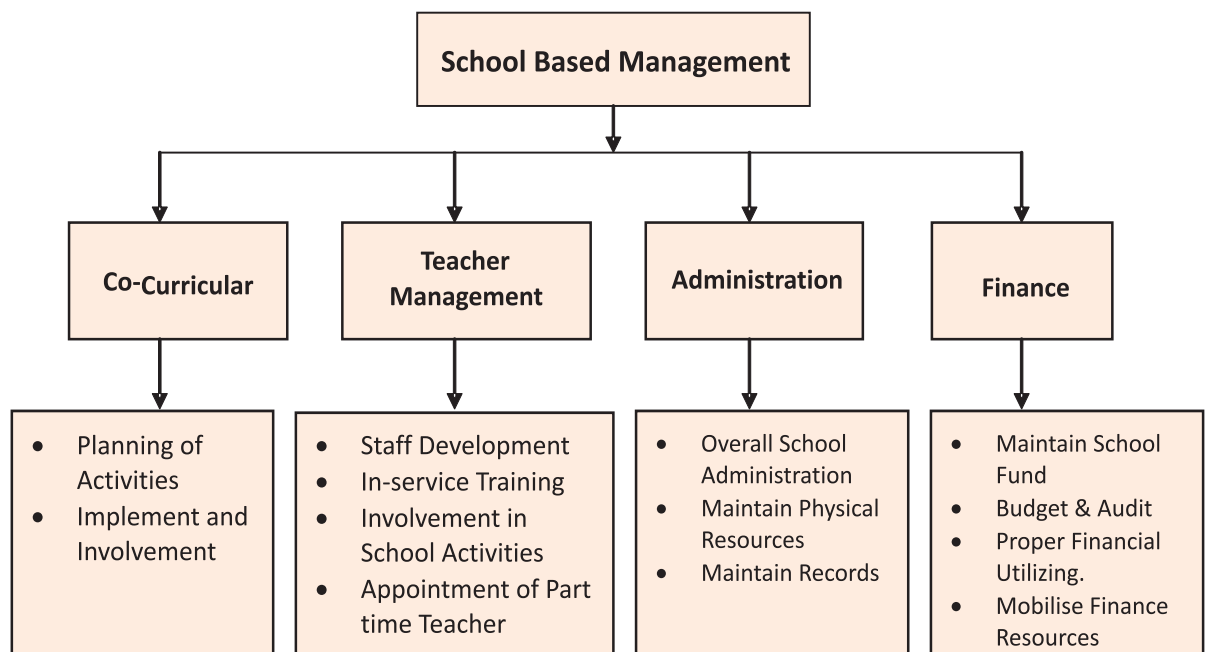 School Based Management
Co-Curricular
Teacher
Management
Administration
Finance
• Planning of
Activities
• Implement and
Involvement
• Staff Development
• In-service Training
• Involvement in
School Activities
• Appointment of Part
time Teacher
• Overall School
Administration
• Maintain Physical
Resources
• Maintain Records
• Maintain School
Fund
• Budget & Audit
• Proper Financial
Utilizing.
• Mobilise Finance
Resources